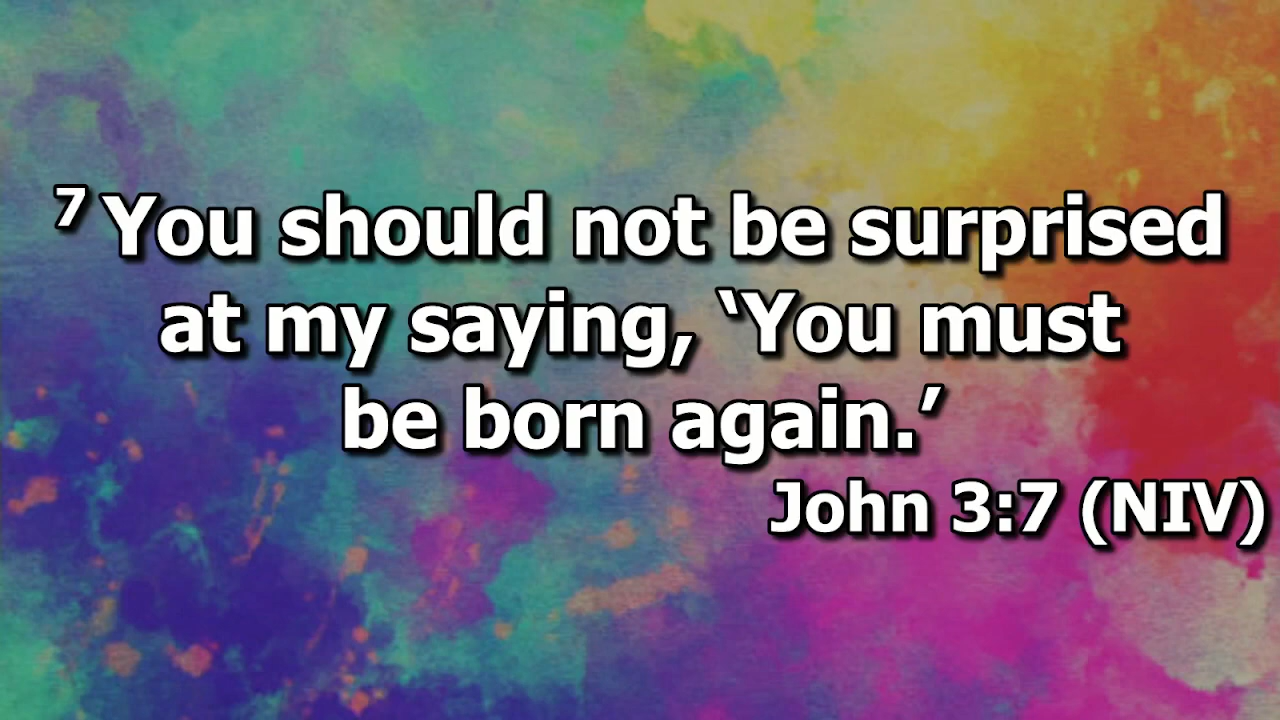 7 You should not be surprised
at my saying, ‘You must
be born again.’
John 3:7 (NIV)